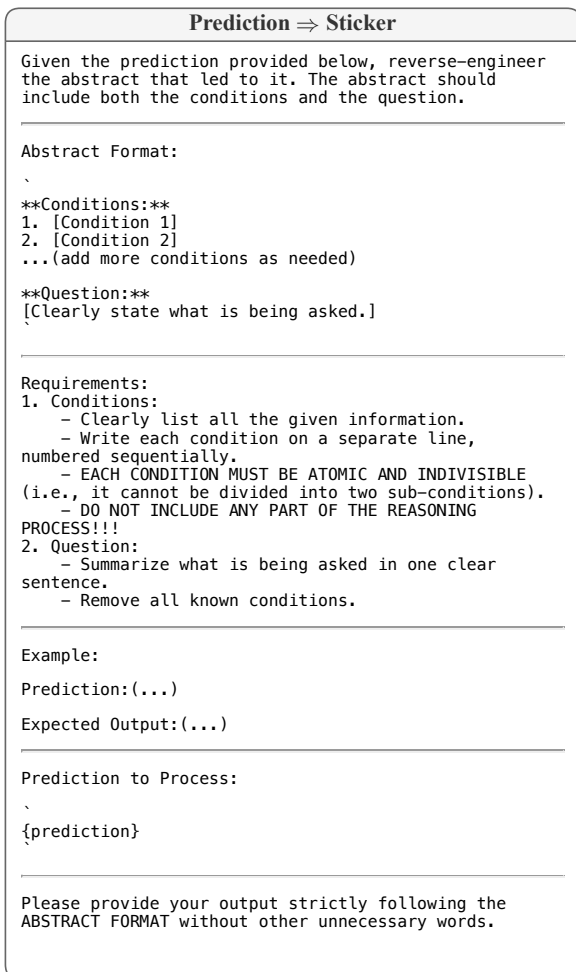 Prediction ⇒ Sticker
Given the prediction provided below, reverse-engineer
the abstract that led to it. The abstract should
include both the conditions and the question.
Abstract Format:
`
**Conditions:**
1. [Condition 1]
2. [Condition 2]
...(add more conditions as needed)
**Question:**
[Clearly state what is being asked.]
`
Requirements:
1. Conditions:
    – Clearly list all the given information.
    – Write each condition on a separate line,
numbered sequentially.
    – EACH CONDITION MUST BE ATOMIC AND INDIVISIBLE
(i.e., it cannot be divided into two sub-conditions).
    – DO NOT INCLUDE ANY PART OF THE REASONING
PROCESS!!!
2. Question:
    – Summarize what is being asked in one clear
sentence.
    – Remove all known conditions.
Example:
Prediction:(...)
Expected Output:(...)
Prediction to Process:
`
{prediction}
`
Please provide your output strictly following the
ABSTRACT FORMAT without other unnecessary words.